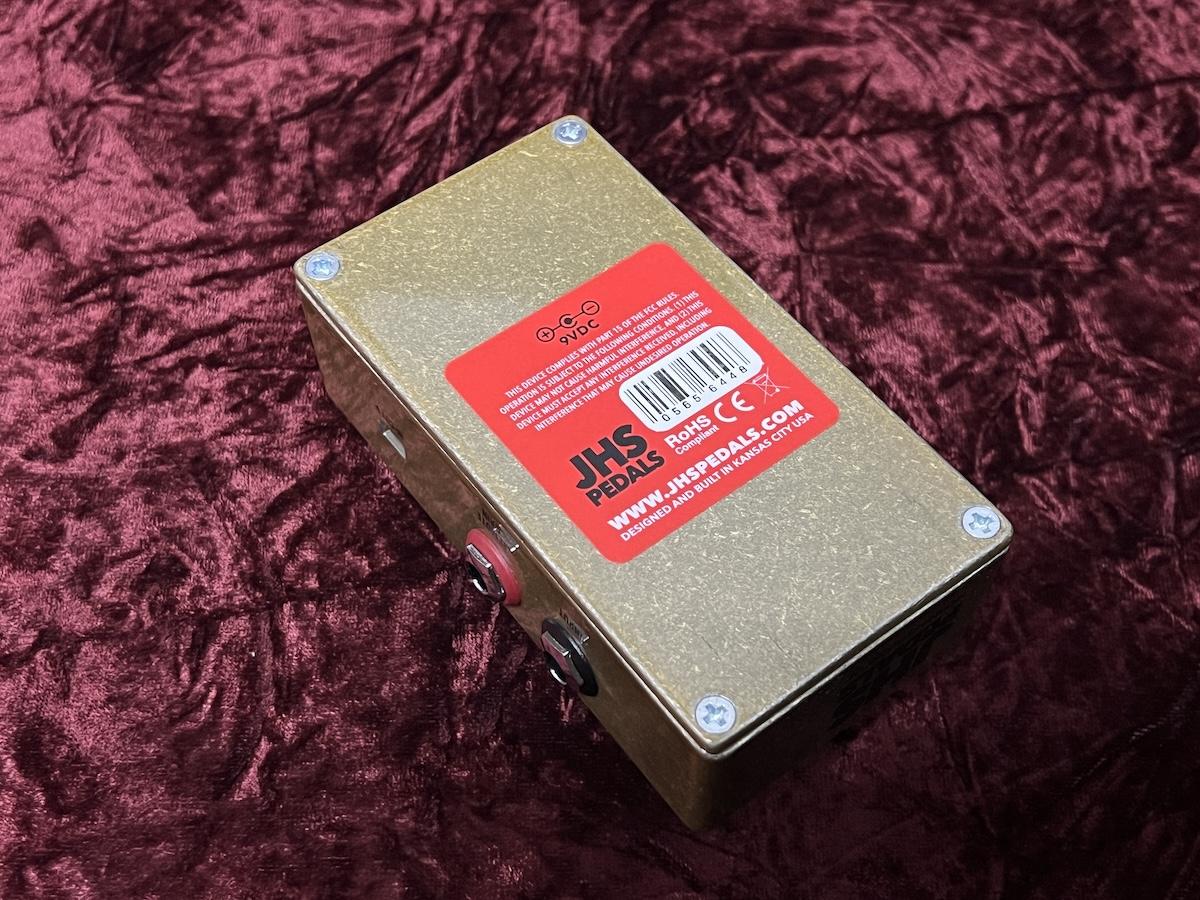 9VDC
THIS DEVICE COMPLIES WITH PART 15 OF THE FCC RULES.
OPERATION IS SUBJECT TO THE FOLLOWING CONDITIONS. (1) THIS
DEVICE MAY NOT CAUSE HARMFUL INTERFERENCE, AND (2) THIS
DEVICE MUST ACCEPT ANY INTERFERENCE RECEIVED, INCLUDING
INTERFERENCE THAT MAY CAUSE UNDESIRED OPERATION.
05656448
JHS
PEDALS
RoHS
Compliant
CE
WWW.JHSPEDALS.COM
DESIGNED AND BUILT IN KANSAS CITY USA